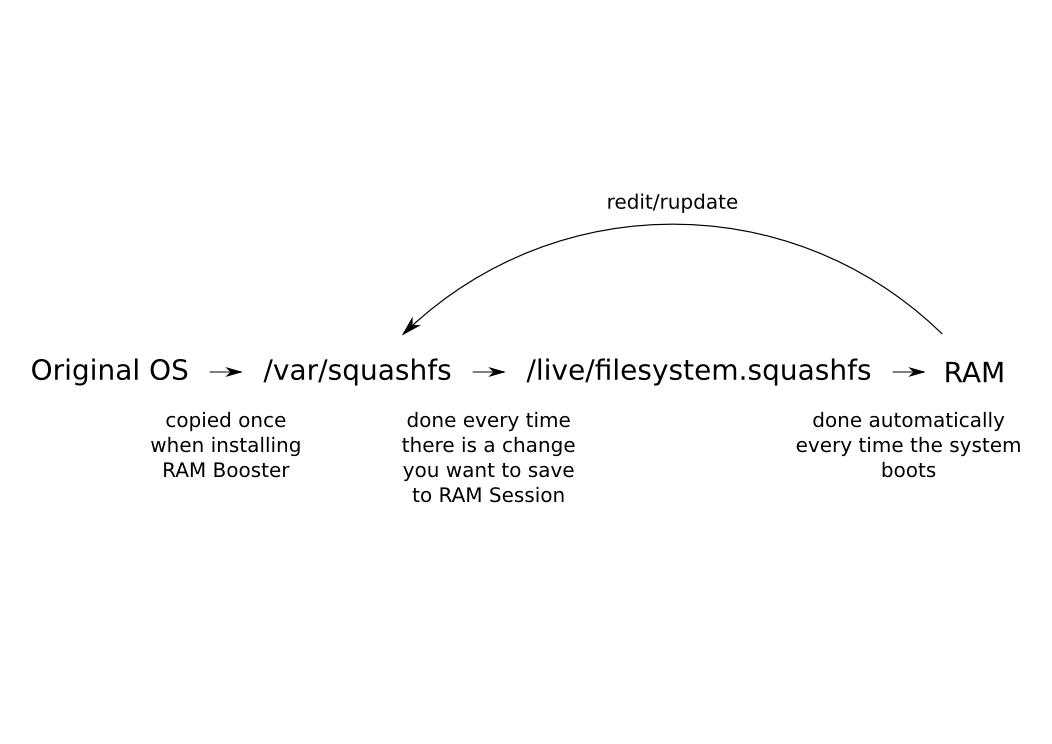 redit/rupdate
Original OS /var/squashfs /live/filesystem.squashfs RAM
copied once
when installing
RAM Booster
done every time
there is a change
you want to save
to RAM Session
done automatically
every time the system
boots